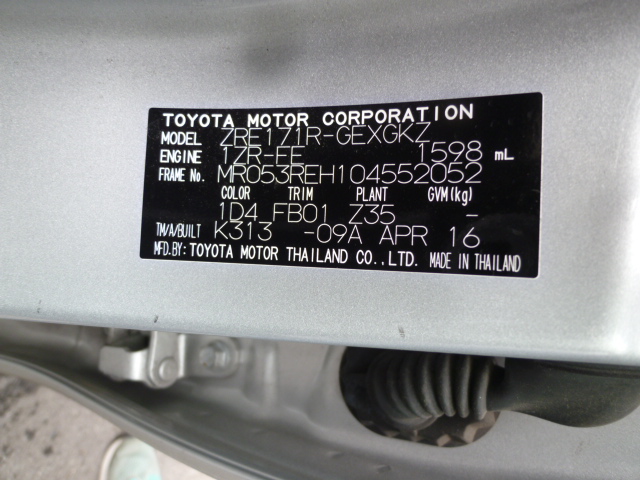 TOYOTA MOTOR CORPORATION
MODEL ZRE171R-GEXGKZ
ENGINE 1ZR-FE 1598 mL
FRAME No. MR053REH104552052
COLOR TRIM PLANT GVM(kg)
1D4 FB01 Z35 -
TM/A/BUILT K313 -09A APR 16
MFD.BY: TOYOTA MOTOR THAILAND CO.,LTD. MADE IN THAILAND